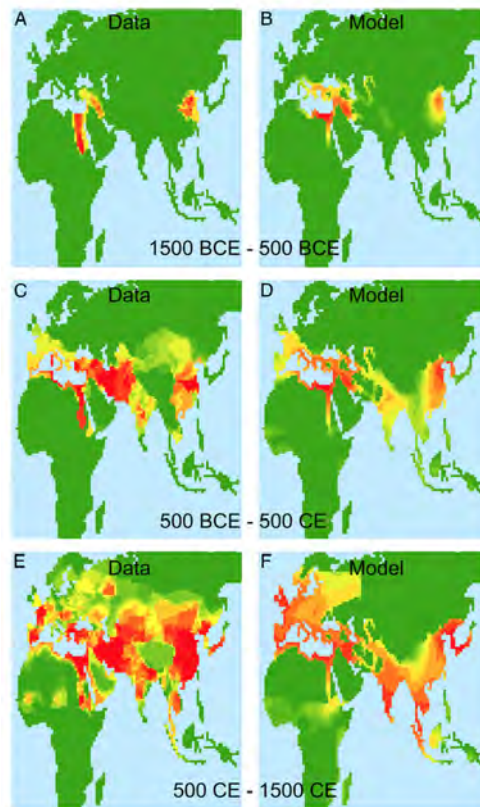 A Data
B Model
1500 BCE - 500 BCE
C Data
D Model
500 BCE - 500 CE
E Data
F Model
500 CE - 1500 CE